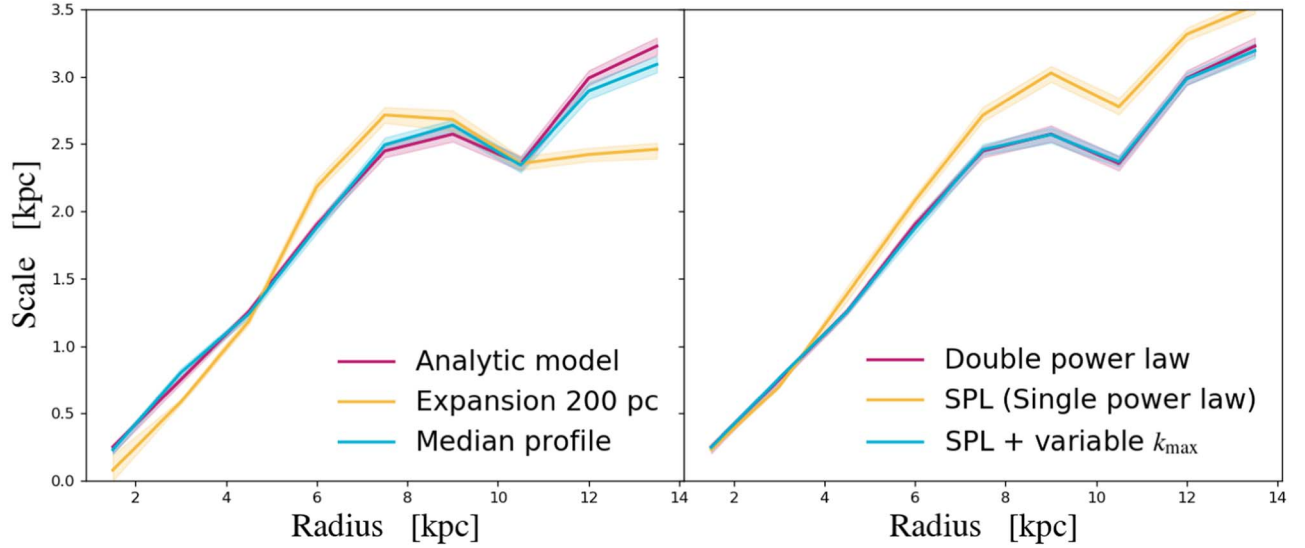 3.5
3.0
2.5
2.0
1.5
1.0
0.5
0.0
Scale [kpc]
Analytic model
Expansion 200 pc
Median profile
2 4 6 8 10 12 14
Radius [kpc]
Double power law
SPL (Single power law)
SPL + variable kmax
2 4 6 8 10 12 14
Radius [kpc]